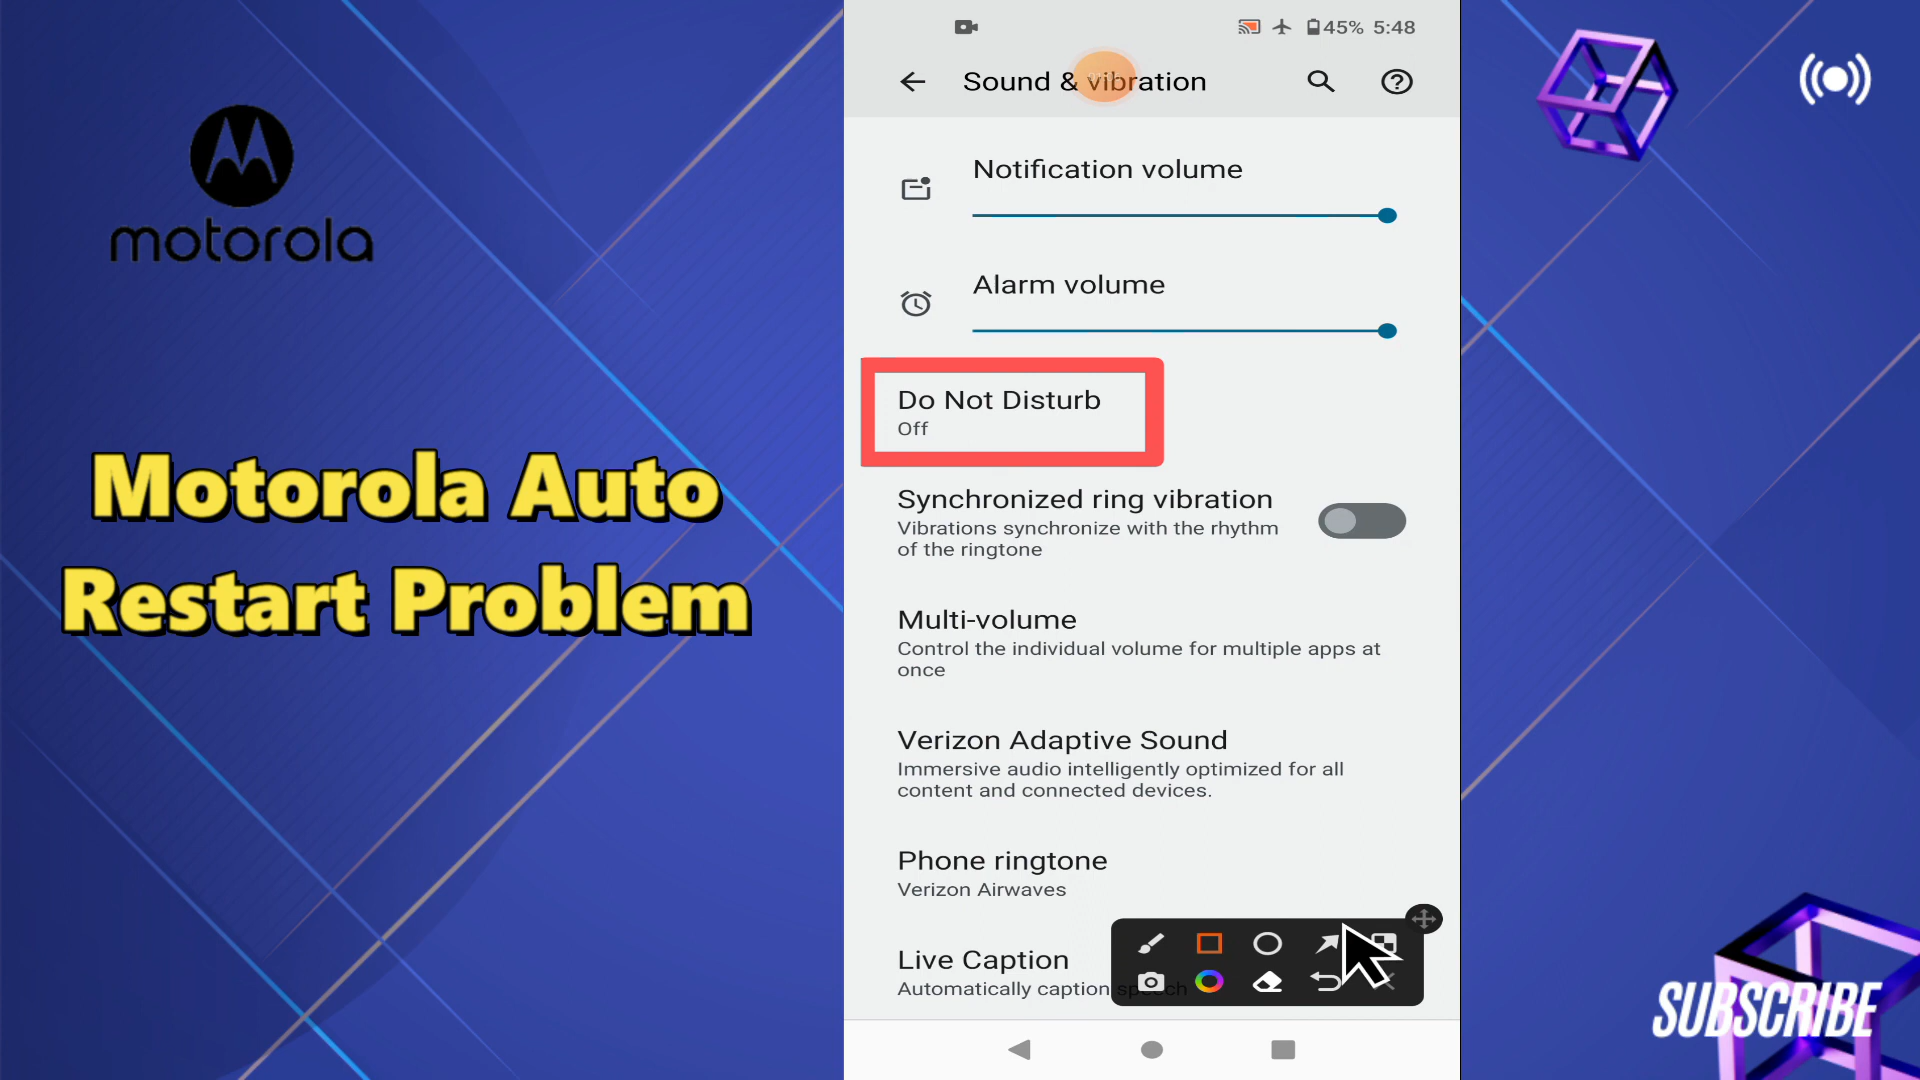 motorola
Motorola Auto
Restart Problem
45% 5:48
Sound & vibration
Notification volume
Alarm volume
Do Not Disturb
Off
Synchronized ring vibration
Vibrations synchronize with the rhythm
of the ringtone
Multi-volume
Control the individual volume for multiple apps at
once
Verizon Adaptive Sound
Immersive audio intelligently optimized for all
content and connected devices.
Phone ringtone
Verizon Airwaves
Live Caption
Automatically caption speech
SUBSCRIBE